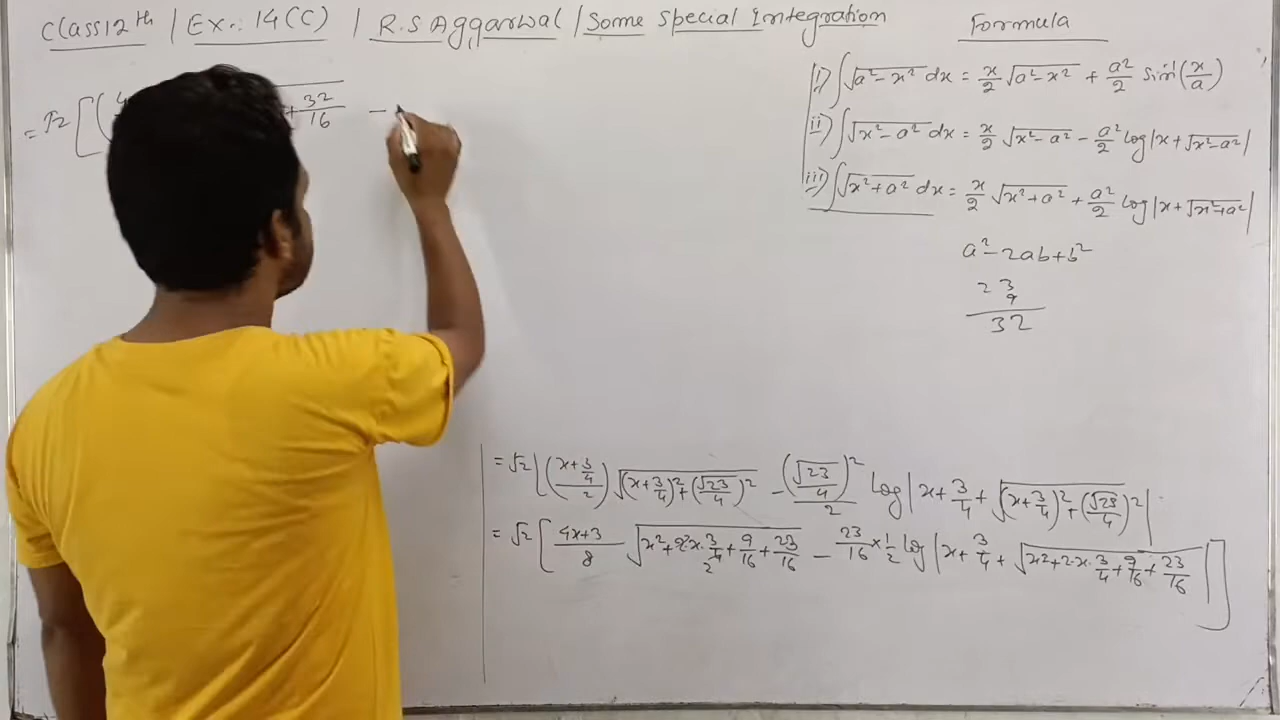 Class 12th | Ex.: 14(C) | R.S Aggarwal | Some Special Integration
Formula
i) ∫√(a²-x²) dx = x/2 √(a²-x²) + a²/2 Sin⁻¹(x/a)
ii) ∫√(x²-a²) dx = x/2 √(x²-a²) - a²/2 log|x+√(x²-a²)|
iii) ∫√(x²+a²) dx = x/2 √(x²+a²) + a²/2 log|x+√(x²+a²)|
a²-2ab+b²
23
9
32
= √2 [(4 + 32/16 -
= √2 [((x+3/4)/2) √((x+3/4)²+(√23/4)²) - (√23/4)²/2 log|x+3/4+√((x+3/4)²+(√23/4)²)|
= √2 [(4x+3)/8 √(x²+2x.3/4+9/16+23/16) - 23/16 × 1/2 log|x+3/4+√(x²+2.x.3/4+9/16+23/16)|]
2